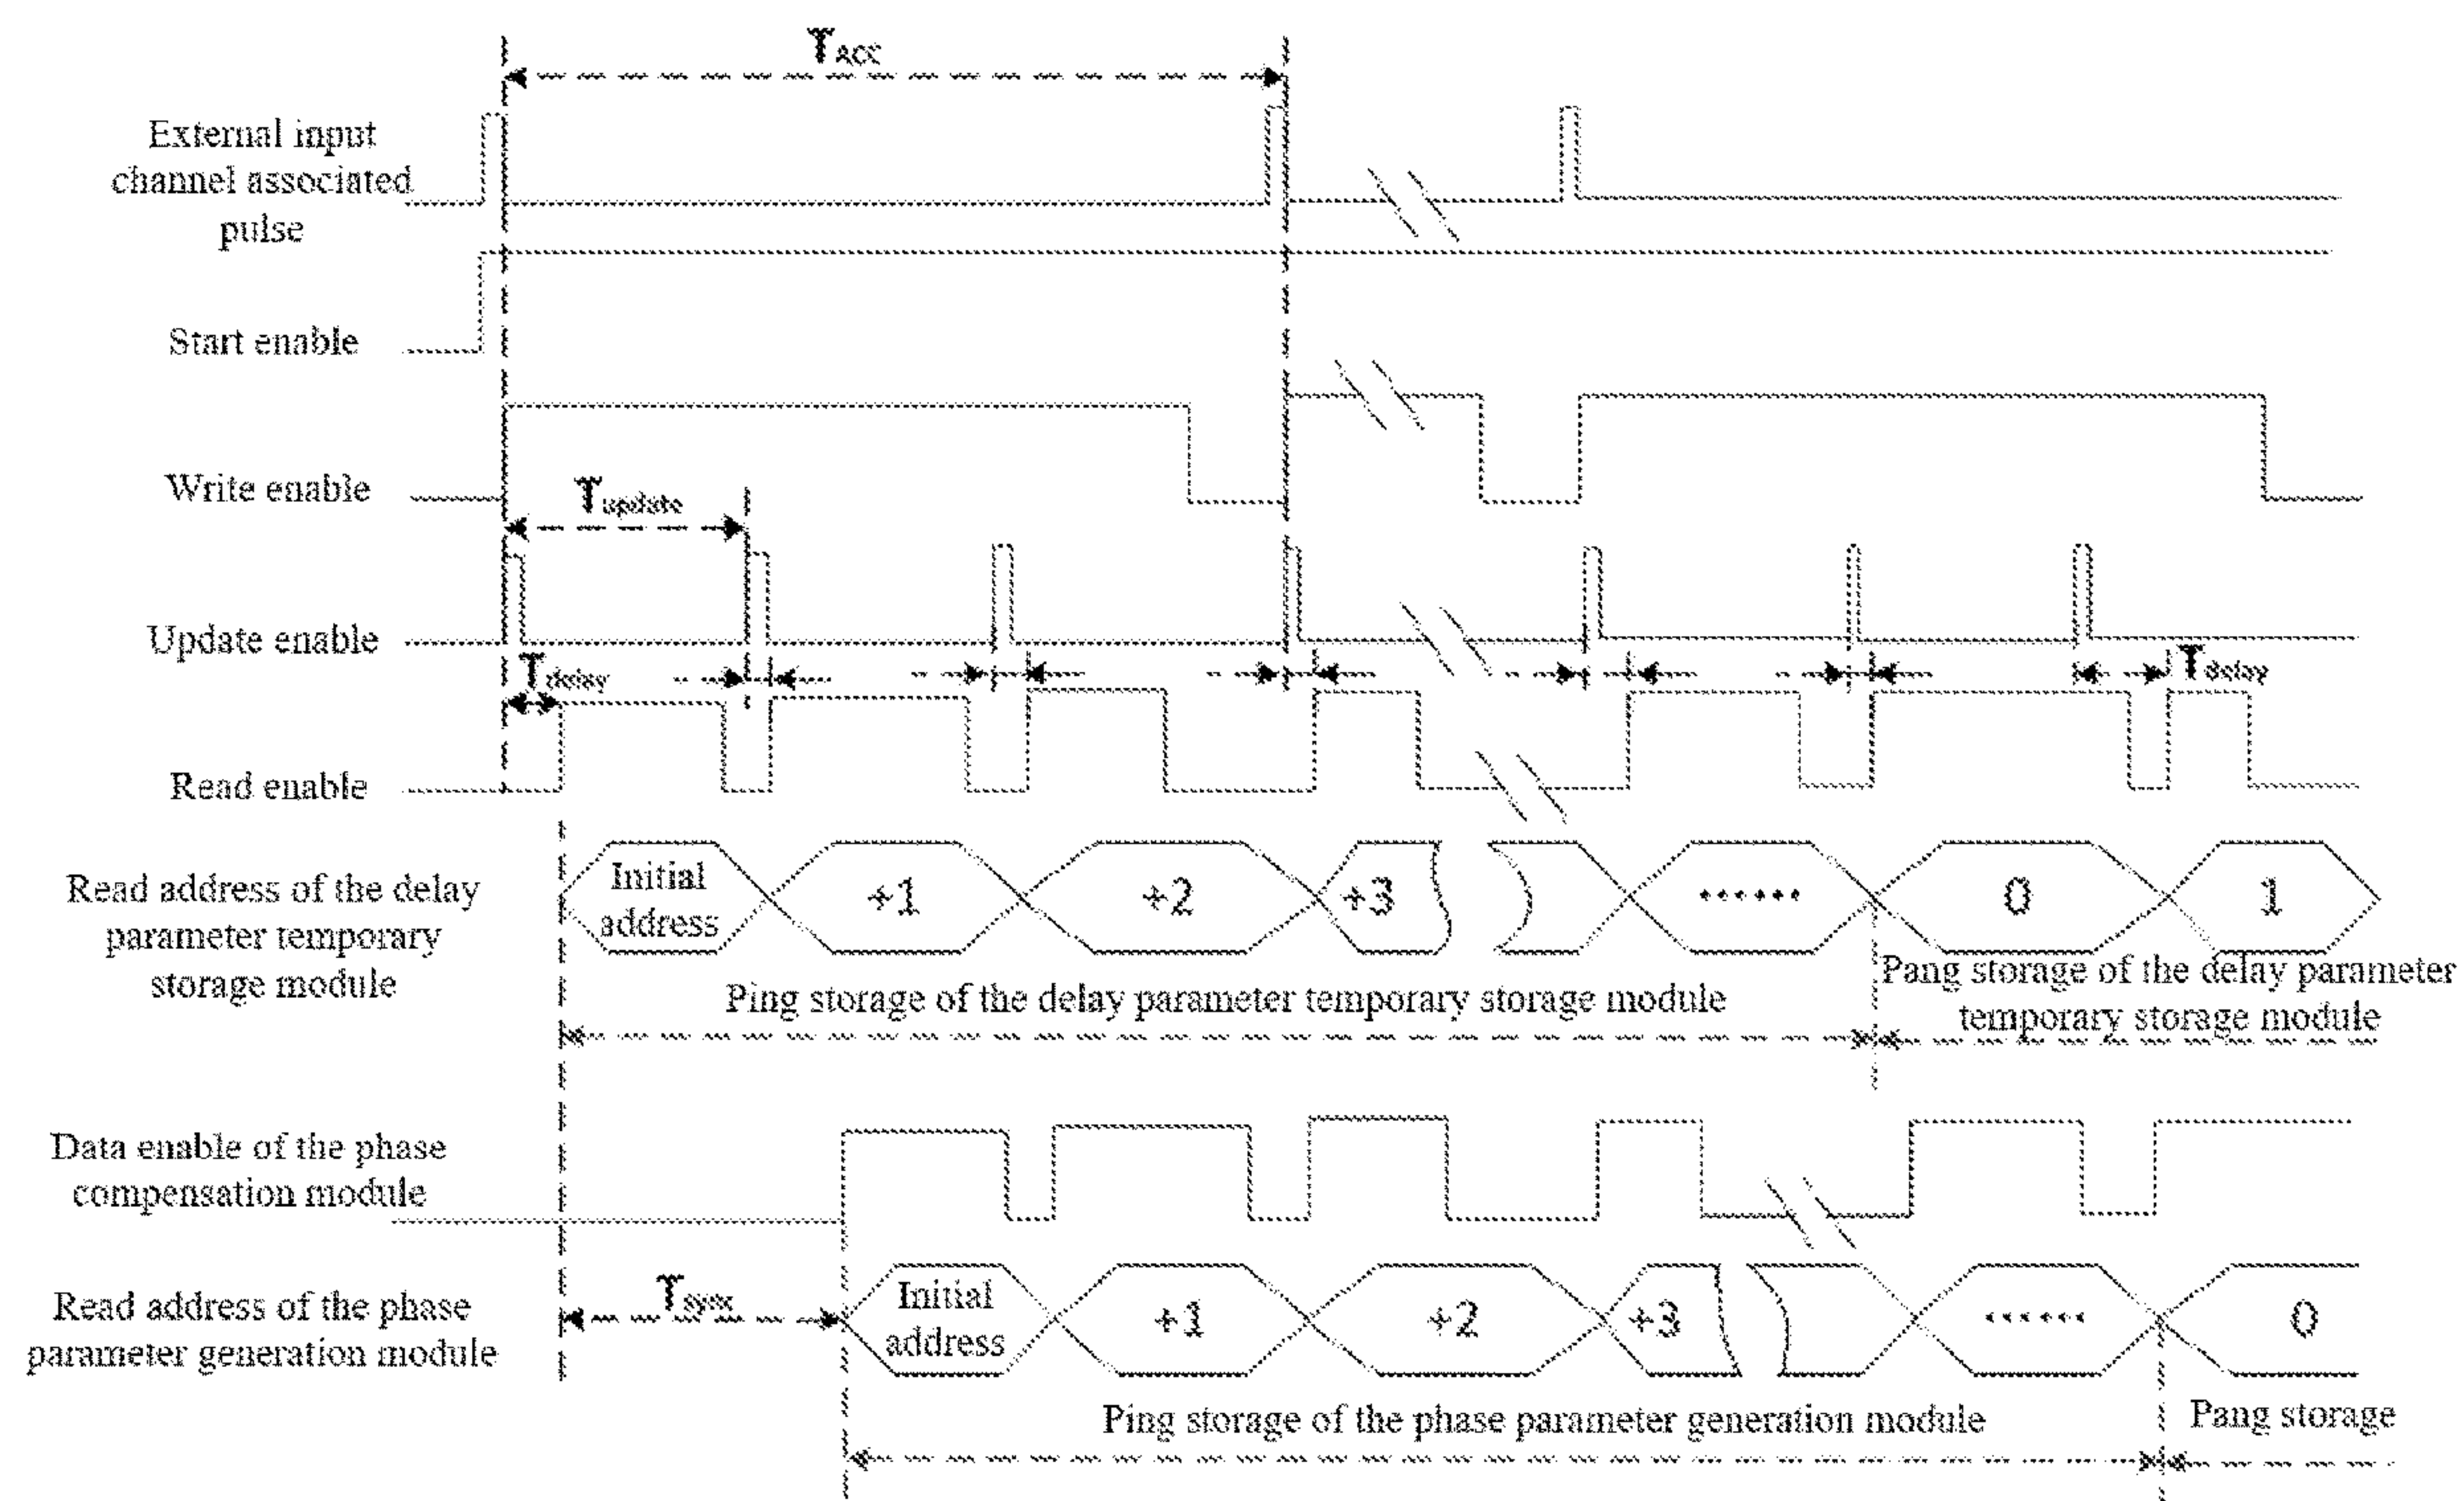 TACC
External input
channel associated
pulse
Start enable
Write enable
Tupdate
Update enable
Tdelay
Tdelay
Read enable
Read address of the delay
parameter temporary
storage module
Initial
address
+1
+2
+3
......
0
1
Ping storage of the delay parameter temporary storage module
Pang storage of the delay parameter
temporary storage module
Data enable of the phase
compensation module
Read address of the phase
parameter generation module
Tsync
Initial
address
+1
+2
+3
......
0
Ping storage of the phase parameter generation module
Pang storage